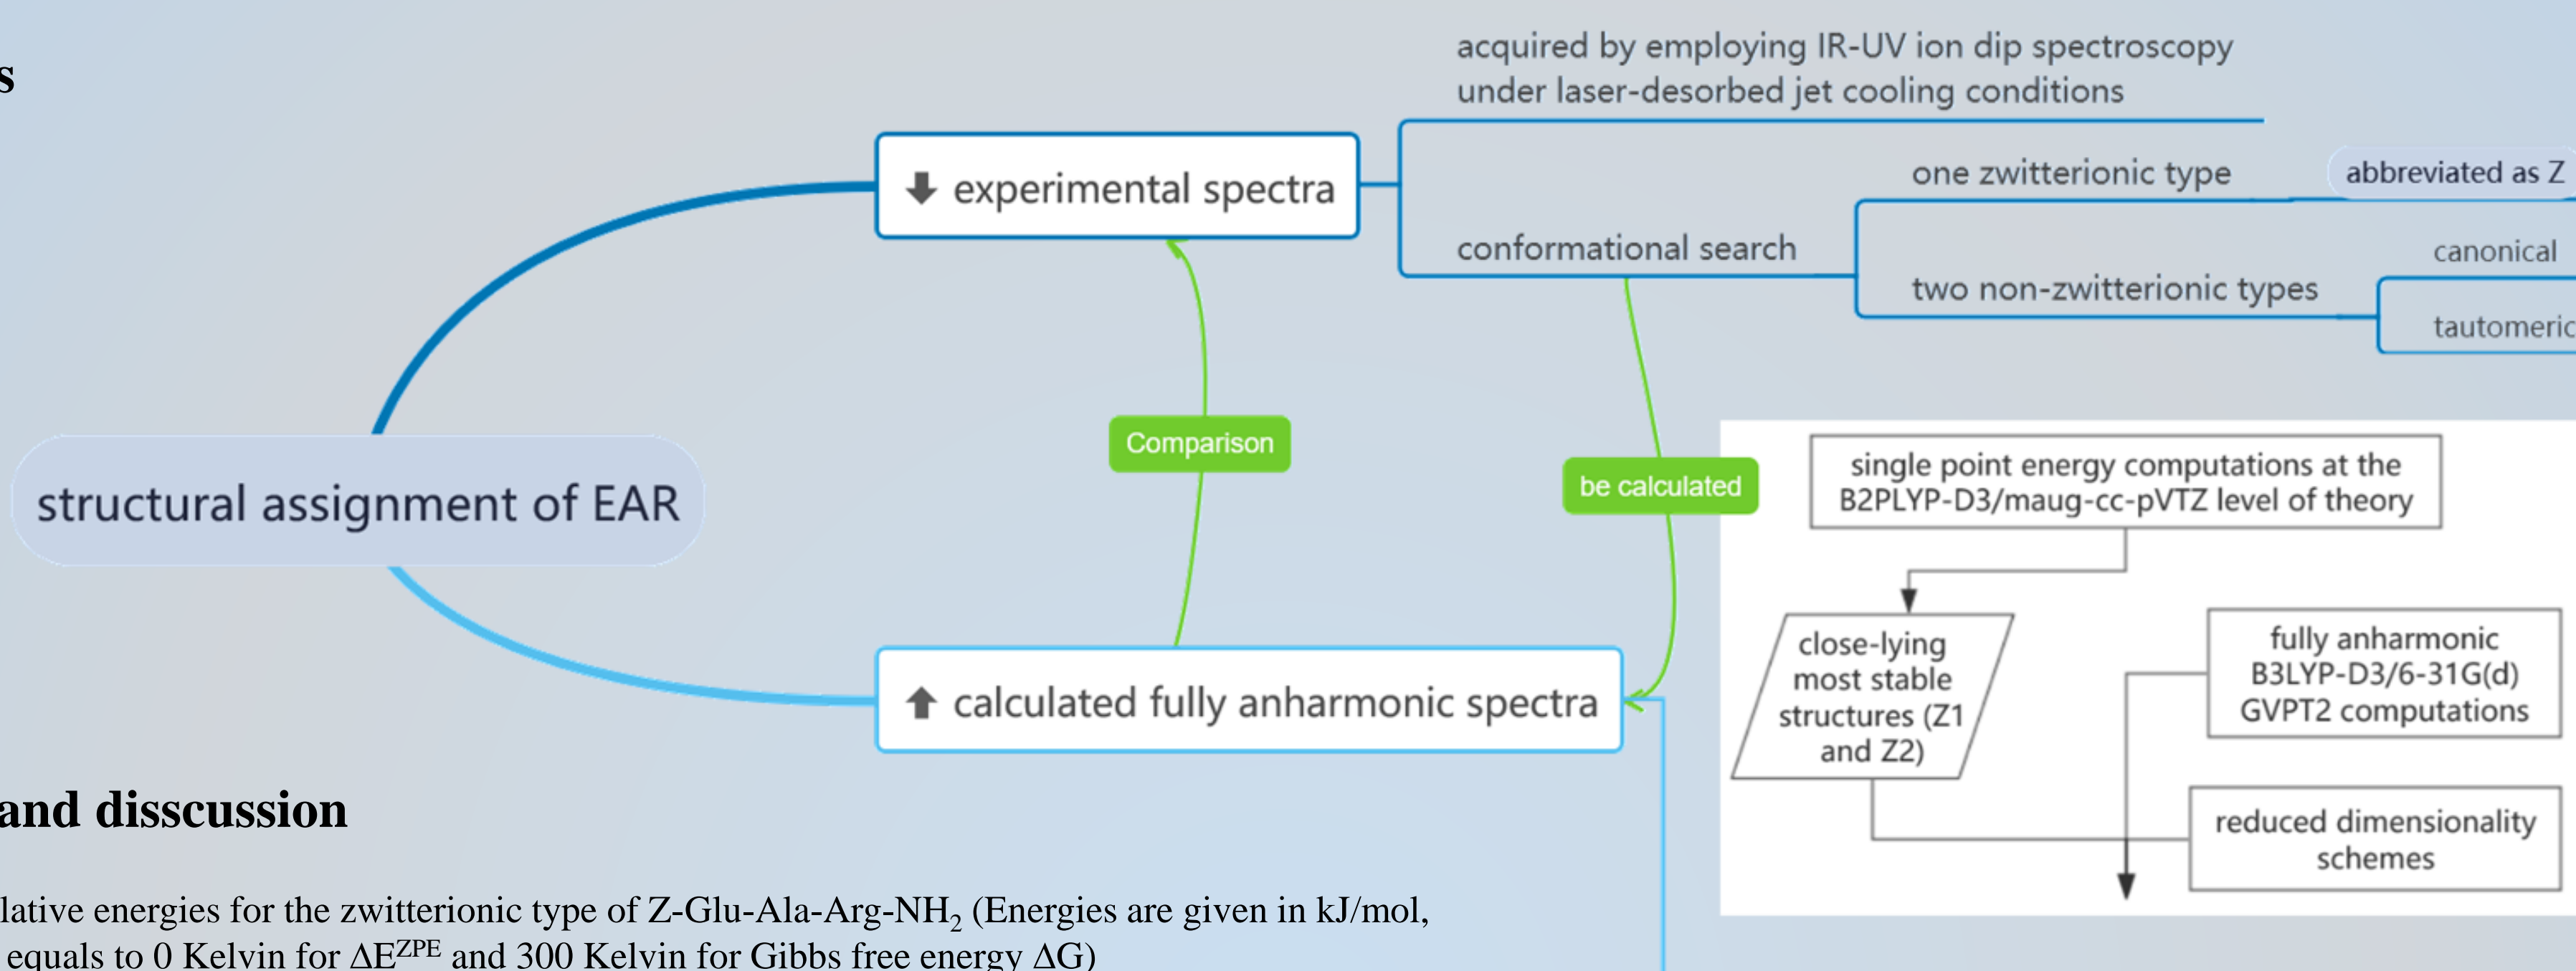 s
acquired by employing IR-UV ion dip spectroscopy
under laser-desorbed jet cooling conditions
experimental spectra
one zwitterionic type
abbreviated as Z
conformational search
canonical
two non-zwitterionic types
tautomeric
Comparison
be calculated
structural assignment of EAR
single point energy computations at the
B2PLYP-D3/maug-cc-pVTZ level of theory
close-lying
most stable
structures (Z1
and Z2)
fully anharmonic
B3LYP-D3/6-31G(d)
GVPT2 computations
calculated fully anharmonic spectra
reduced dimensionality
schemes
and disscussion
lative energies for the zwitterionic type of Z-Glu-Ala-Arg-NH₂ (Energies are given in kJ/mol,
equals to 0 Kelvin for ΔE^ZPE and 300 Kelvin for Gibbs free energy ΔG)